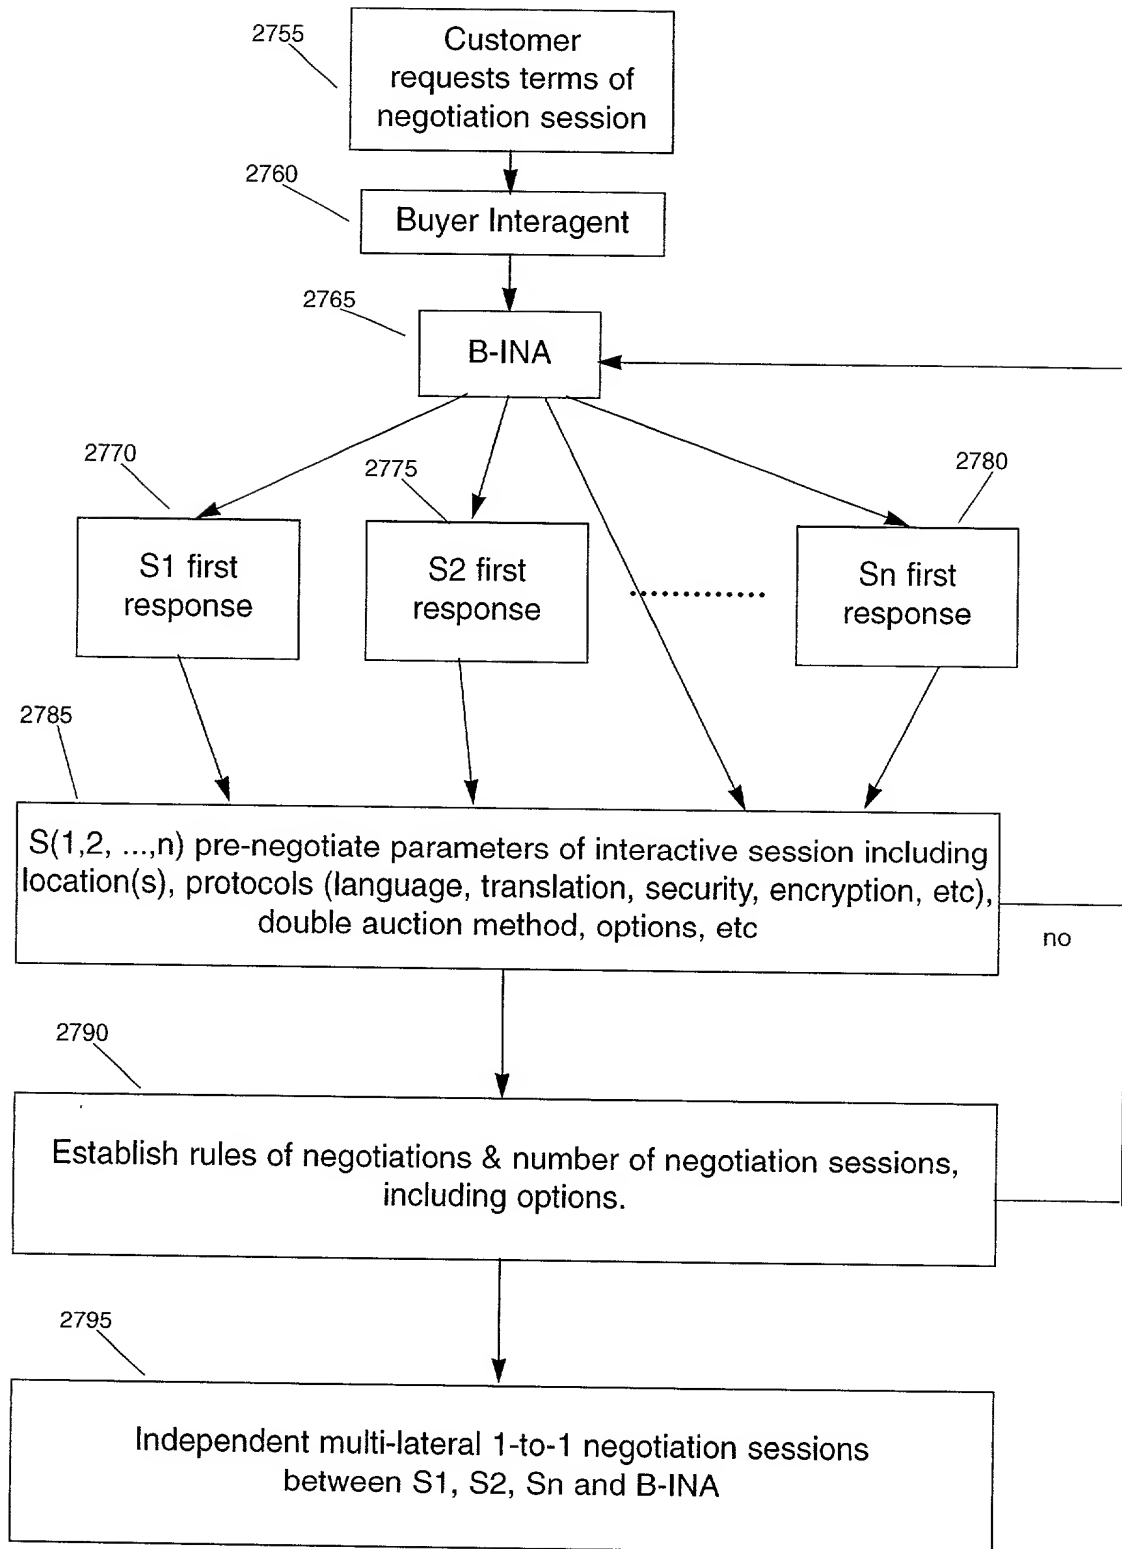 2755
Customer
requests terms of
negotiation session
2760
Buyer Interagent
2765
B-INA
2770
2775
2780
S1 first
response
S2 first
response
............
Sn first
response
2785
S(1,2, ...,n) pre-negotiate parameters of interactive session including
location(s), protocols (language, translation, security, encryption, etc),
double auction method, options, etc
no
2790
Establish rules of negotiations & number of negotiation sessions,
including options.
2795
Independent multi-lateral 1-to-1 negotiation sessions
between S1, S2, Sn and B-INA